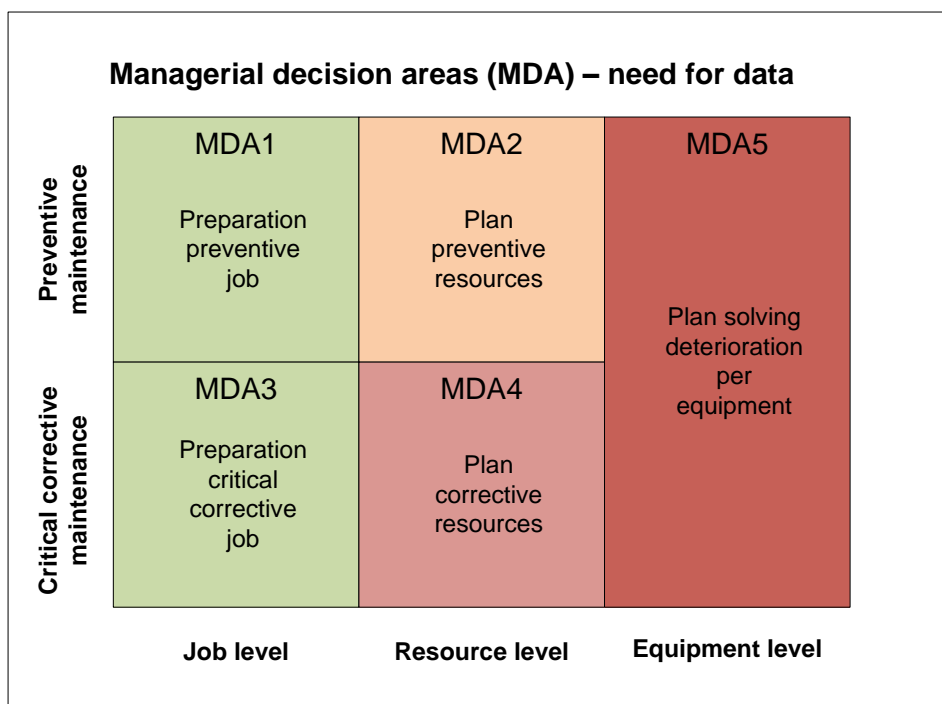 Managerial decision areas (MDA) – need for data
Preventive
maintenance
MDA1
Preparation
preventive
job
MDA2
Plan
preventive
resources
MDA5
Plan solving
deterioration
per
equipment
Critical corrective
maintenance
MDA3
Preparation
critical
corrective
job
MDA4
Plan
corrective
resources
Job level
Resource level
Equipment level